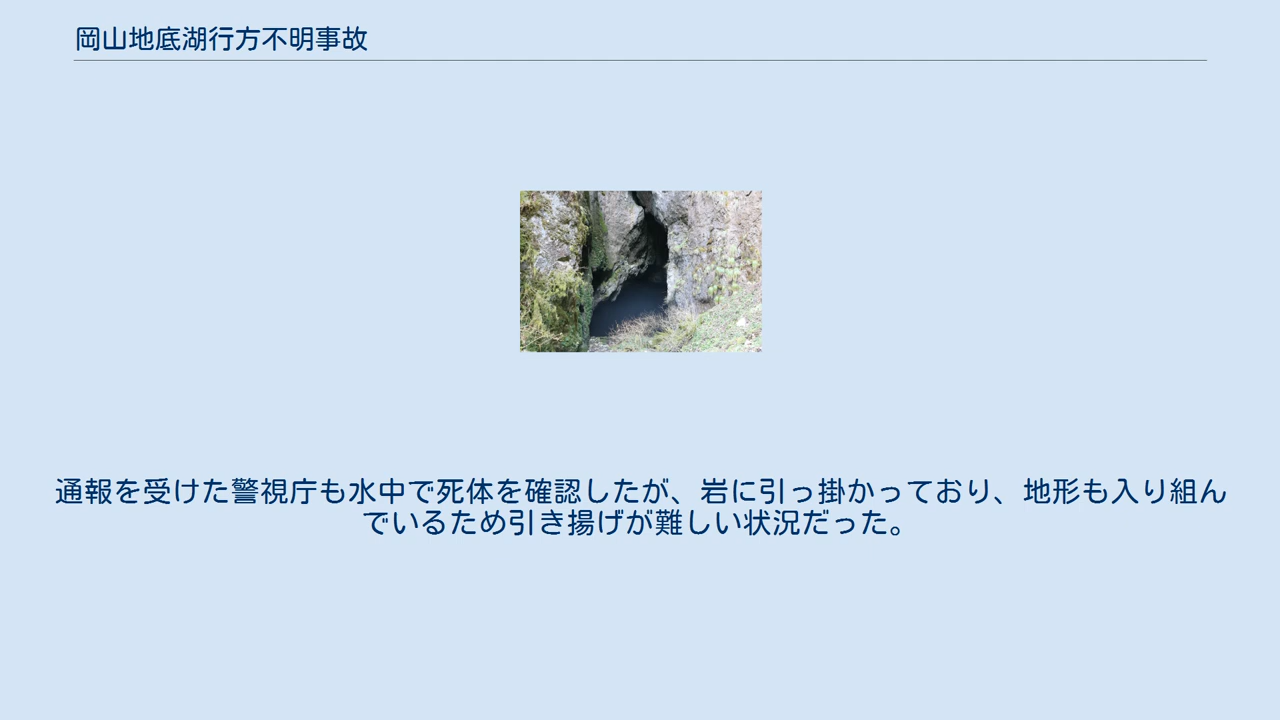 岡山地底湖行方不明事故
通報を受けた警視庁も水中で死体を確認したが、岩に引っ掛かっており、地形も入り組ん
でいるため引き揚げが難しい状況だった。